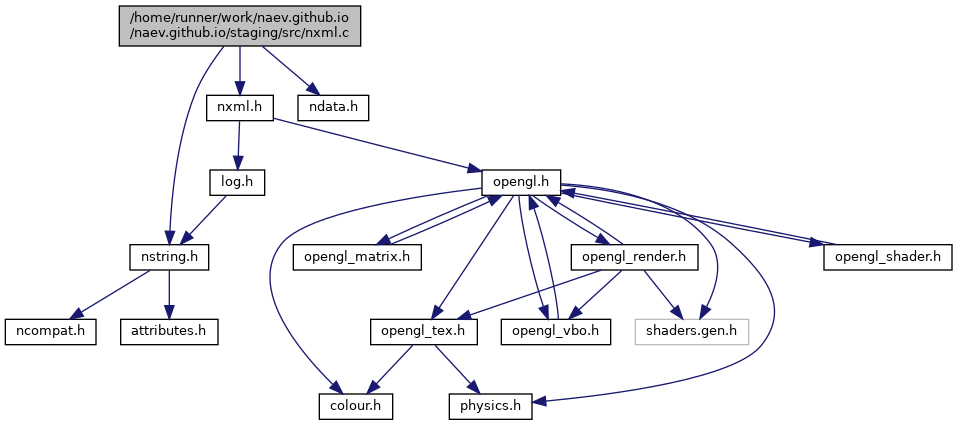 /home/runner/work/naev.github.io
/naev.github.io/staging/src/nxml.c
nxml.h
ndata.h
log.h
opengl.h
nstring.h
opengl_matrix.h
opengl_render.h
opengl_shader.h
ncompat.h
attributes.h
opengl_tex.h
opengl_vbo.h
shaders.gen.h
colour.h
physics.h